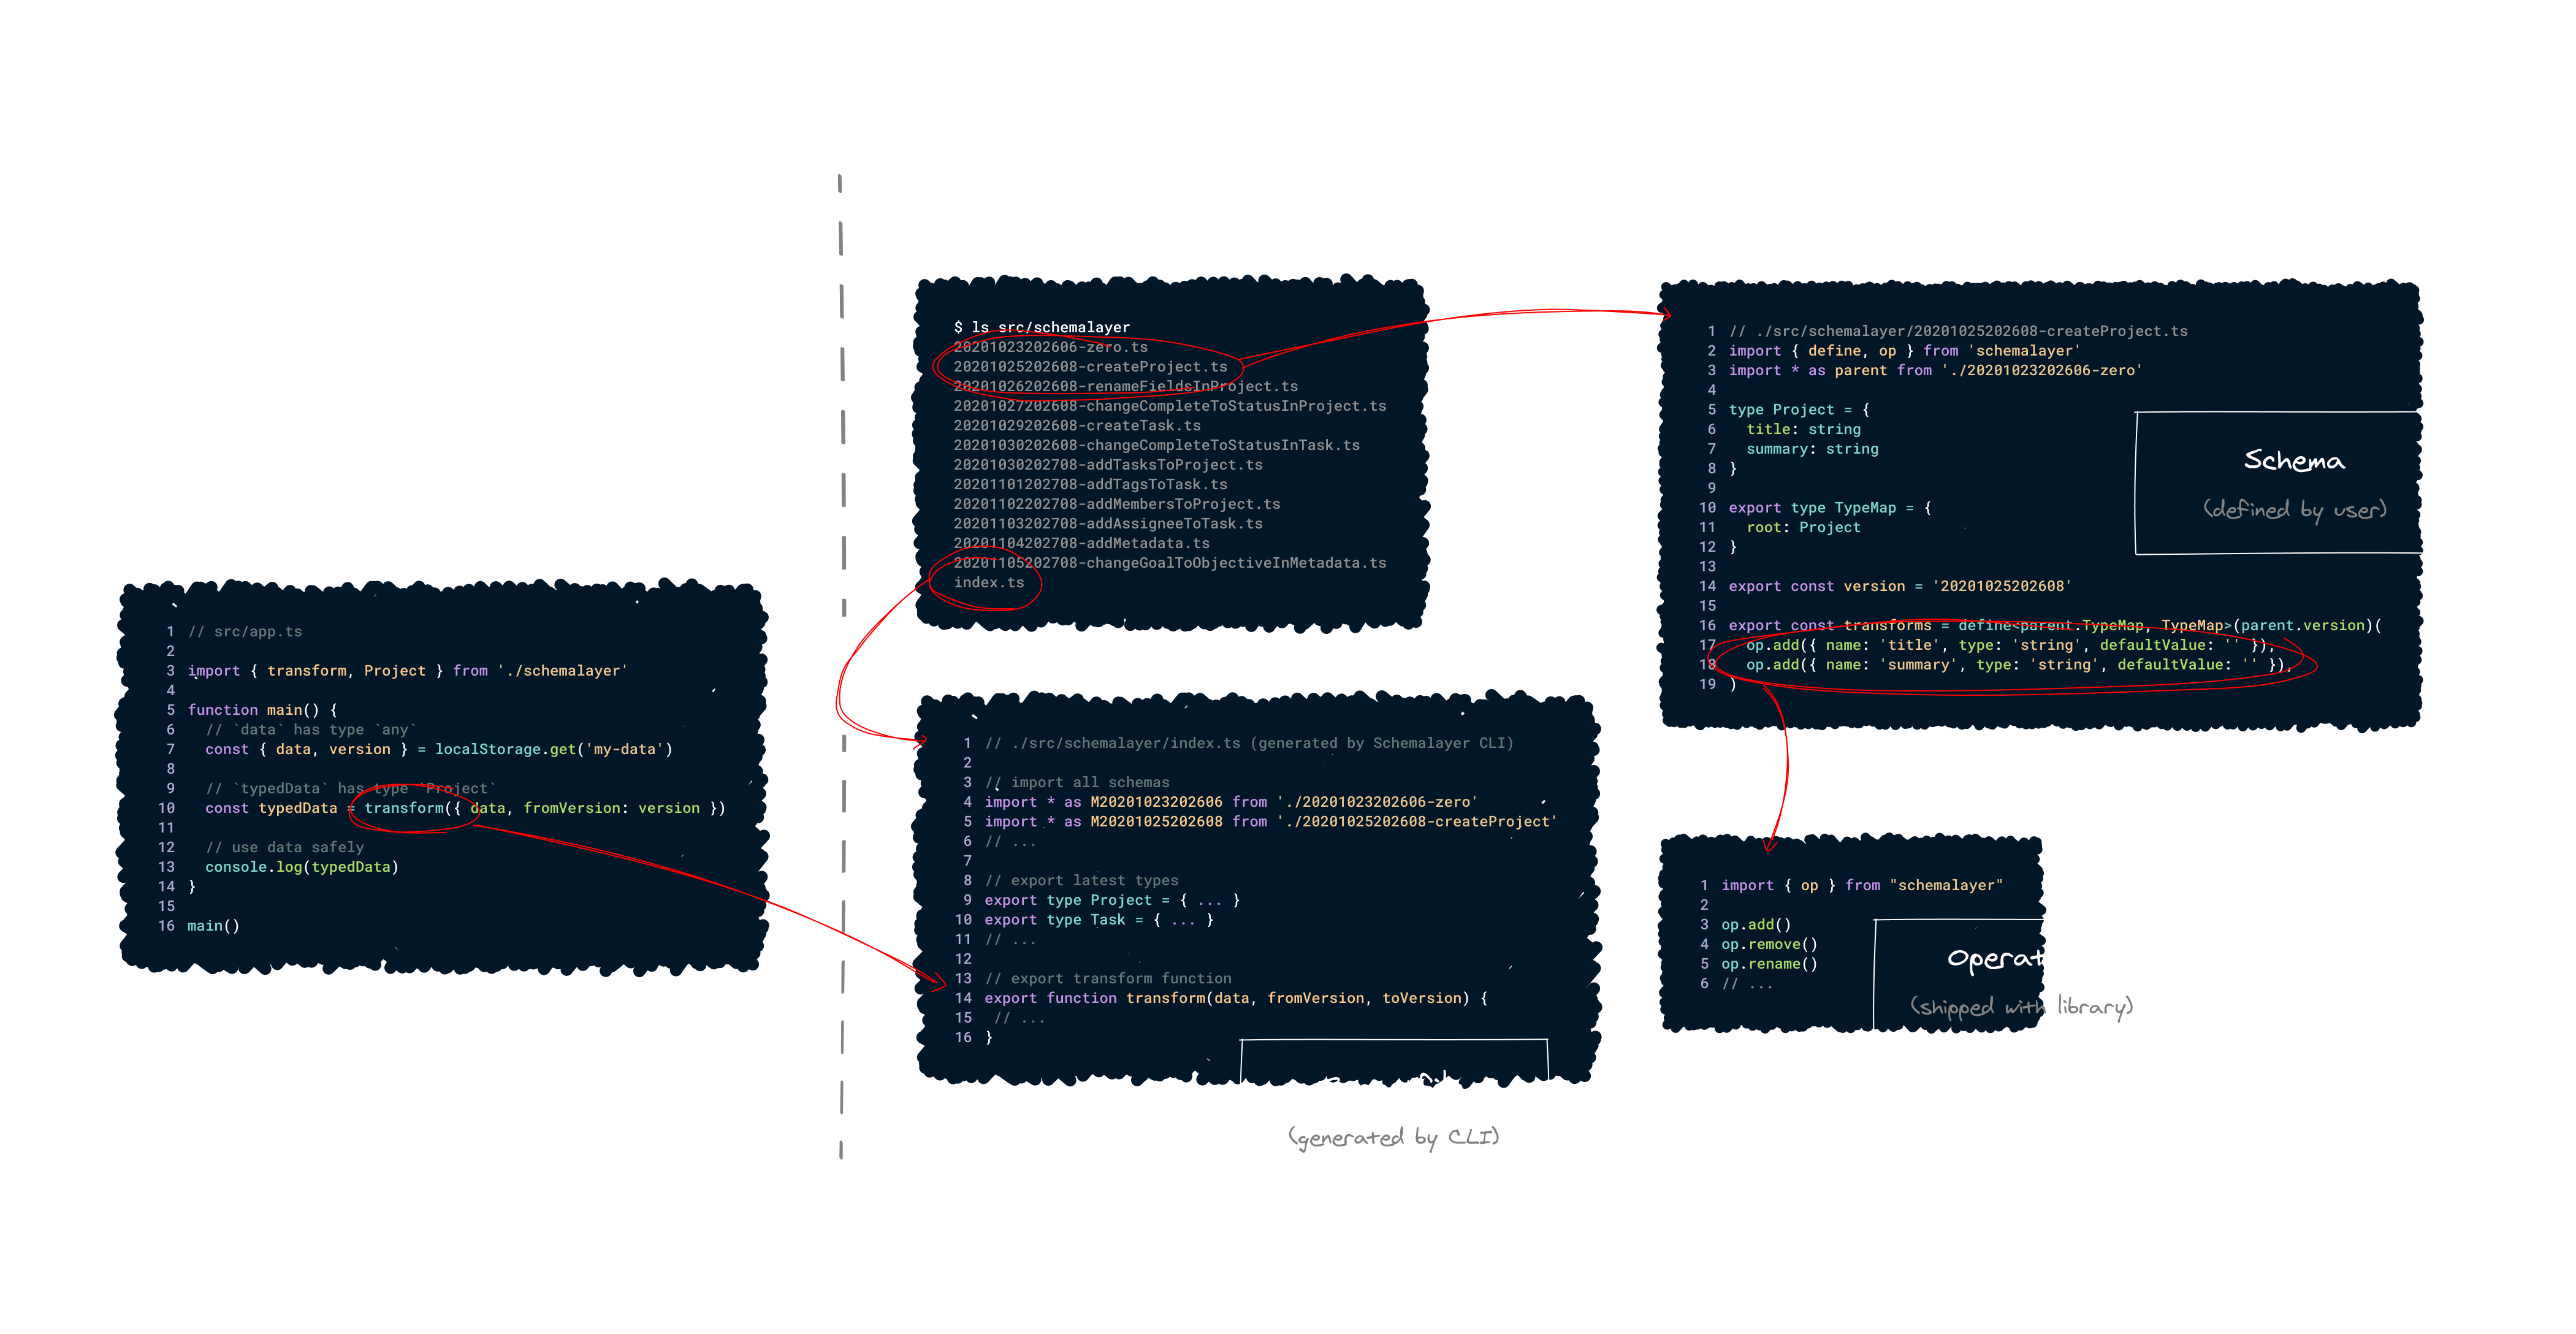 1 // src/app.ts
2
3 import { transform, Project } from './schemalayer'
4
5 function main() {
6 // `data` has type `any`
7 const { data, version } = localStorage.get('my-data')
8
9 // `typedData` has type `Project`
10 const typedData = transform({ data, fromVersion: version })
11
12 // use data safely
13 console.log(typedData)
14 }
15
16 main()
$ ls src/schemalayer
20201023202606-zero.ts
20201025202608-createProject.ts
20201026202608-renameFieldsInProject.ts
20201027202608-changeCompleteToStatusInProject.ts
20201029202608-createTask.ts
20201030202608-changeCompleteToStatusInTask.ts
20201030202708-addTasksToProject.ts
20201101202708-addTagsToTask.ts
20201102202708-addMembersToProject.ts
20201103202708-addAssigneeToTask.ts
20201104202708-addMetadata.ts
20201105202708-changeGoalToObjectiveInMetadata.ts
index.ts
1 // ./src/schemalayer/index.ts (generated by Schemalayer CLI)
2
3 // import all schemas
4 import * as M20201023202606 from './20201023202606-zero'
5 import * as M20201025202608 from './20201025202608-createProject'
6 // ...
7
8 // export latest types
9 export type Project = { ... }
10 export type Task = { ... }
11 // ...
12
13 // export transform function
14 export function transform(data, fromVersion, toVersion) {
15 // ...
16 }
(generated by CLI)
1 // ./src/schemalayer/20201025202608-createProject.ts
2 import { define, op } from 'schemalayer'
3 import * as parent from './20201023202606-zero'
4
5 type Project = {
6 title: string
7 summary: string
8 }
9
10 export type TypeMap = {
11 root: Project
12 }
13
14 export const version = '20201025202608'
15
16 export const transforms = define<parent.TypeMap, TypeMap>(parent.version)(
17 op.add({ name: 'title', type: 'string', defaultValue: '' }),
18 op.add({ name: 'summary', type: 'string', defaultValue: '' }),
19 )
Schema
(defined by user)
1 import { op } from "schemalayer"
2
3 op.add()
4 op.remove()
5 op.rename()
6 // ...
Operat
(shipped with library)